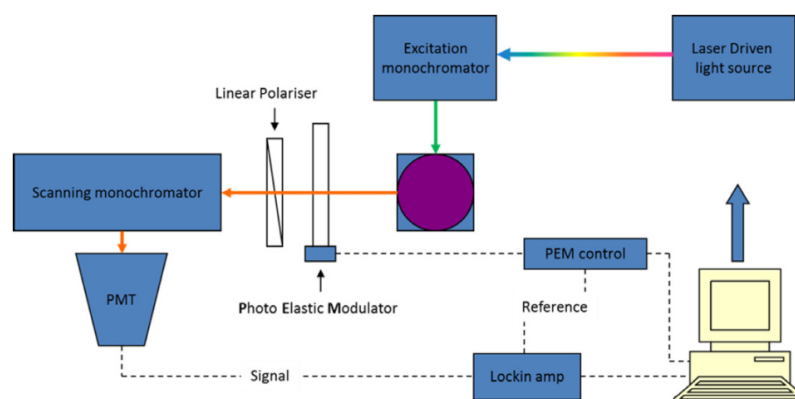 Excitation
monochromator
Laser Driven
light source
Linear Polariser
Scanning monochromator
PEM control
PMT
Photo Elastic Modulator
Reference
Signal
Lockin amp